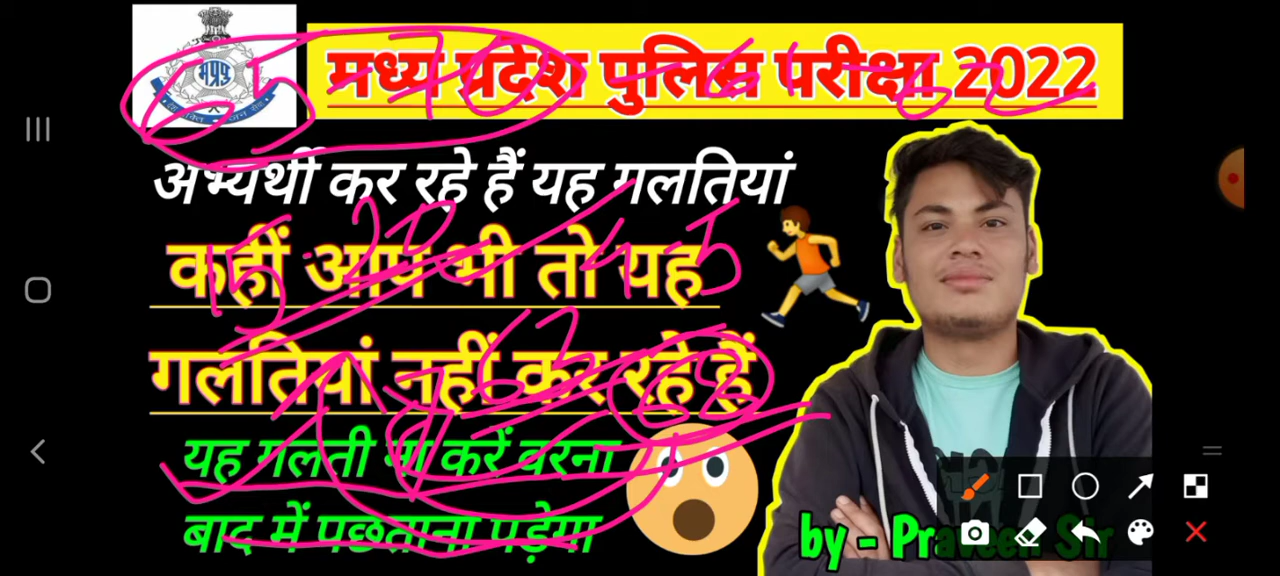 मध्य प्रदेश पुलिस परीक्षा 2022
अभ्यर्थी कर रहे हैं यह गलतियां
कहीं आप भी तो यह
गलतियां नहीं कर रहे हैं
यह गलती ना करें वरना
बाद में पछताना पड़ेगा
by - Praveen Sir